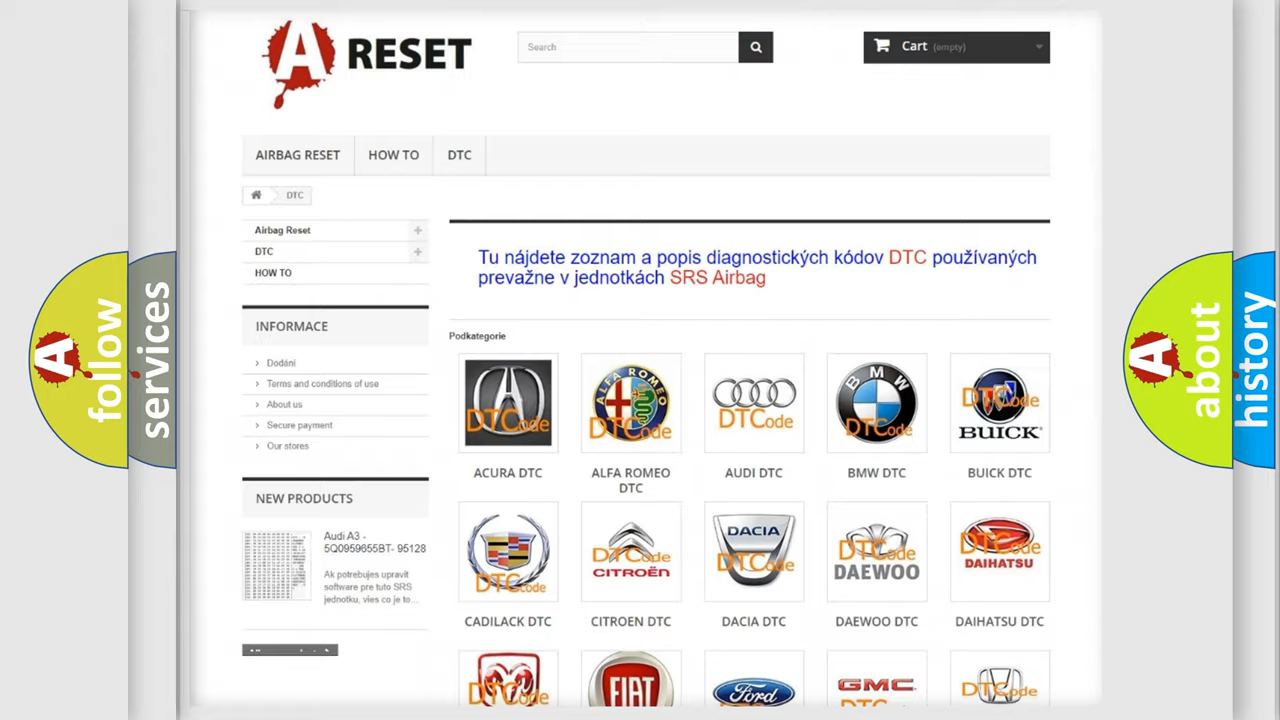 A RESET
Search
Cart (empty)
AIRBAG RESET
HOW TO
DTC
DTC
Airbag Reset
DTC
HOW TO
INFORMACE
Dodání
Terms and conditions of use
About us
Secure payment
Our stores
NEW PRODUCTS
Audi A3 -
5Q0959655BT- 95128
Ak potrebujes upravit
software pre tuto SRS
jednotku, vies co je to...
Tu nájdete zoznam a popis diagnostických kódov DTC používaných
prevažne v jednotkách SRS Airbag
Podkategorie
DTCode
ALFA ROMEO
DTCode
DTCode
BMW
DTCode
DTCode
BUICK
ACURA DTC
ALFA ROMEO
DTC
AUDI DTC
BMW DTC
BUICK DTC
DTCode
DTCode
CITROËN
DACIA
DTCode
DTCode
DAEWOO
DTCode
DAIHATSU
CADILACK DTC
CITROEN DTC
DACIA DTC
DAEWOO DTC
DAIHATSU DTC
DTCode
FIAT
Ford
GMC
DTCode
A follow
services
A about
history